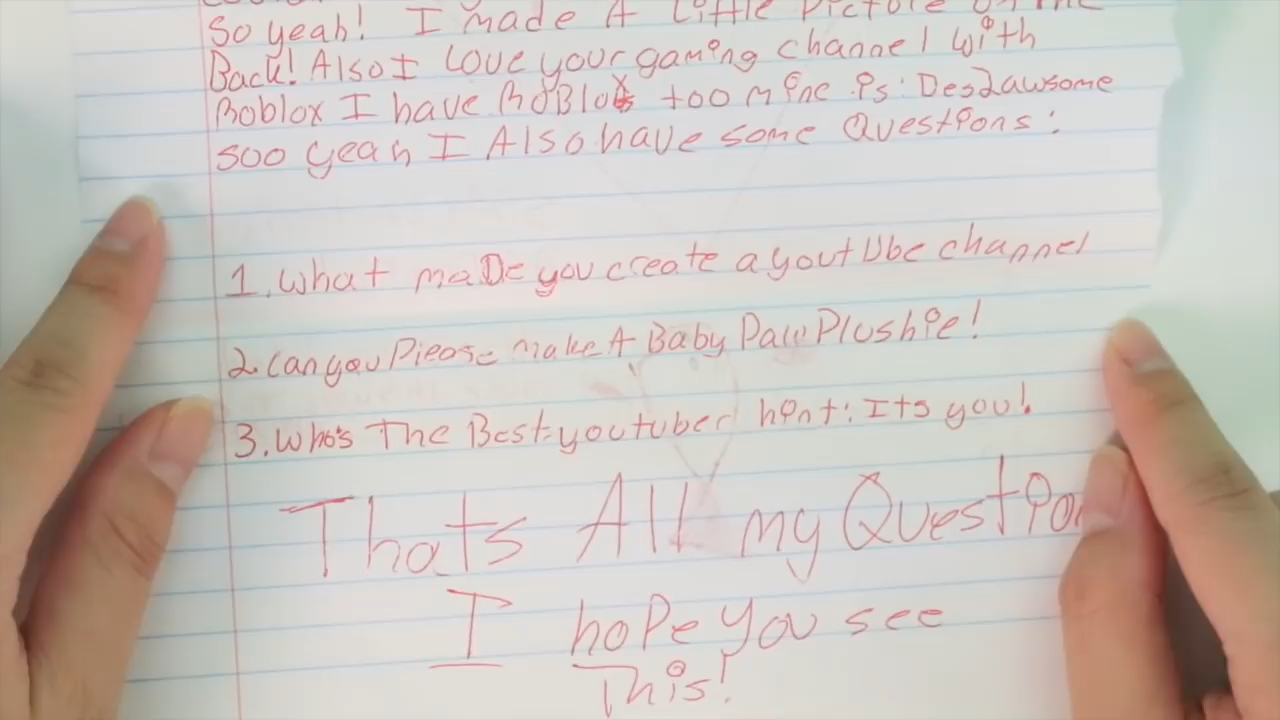 So yeah! I made A Little Picture on the
Back! Also I love your gaming channel with
Roblox I have Roblox too mine is: Des2awsome
soo yeah I Also have some Questions:
1. what made you create a youtube channel
2. can you Please make A Baby Paw Plushie!
3. who's The Best youtuber hint: Its you!
Thats All my Question
I hope you see
This!